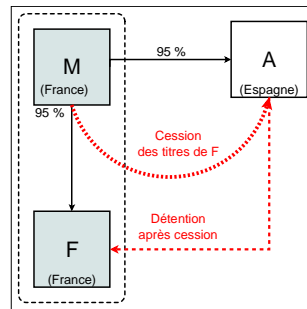 95 %
M
(France)
A
(Espagne)
95 %
Cession
des titres de F
Détention
après cession
F
(France)